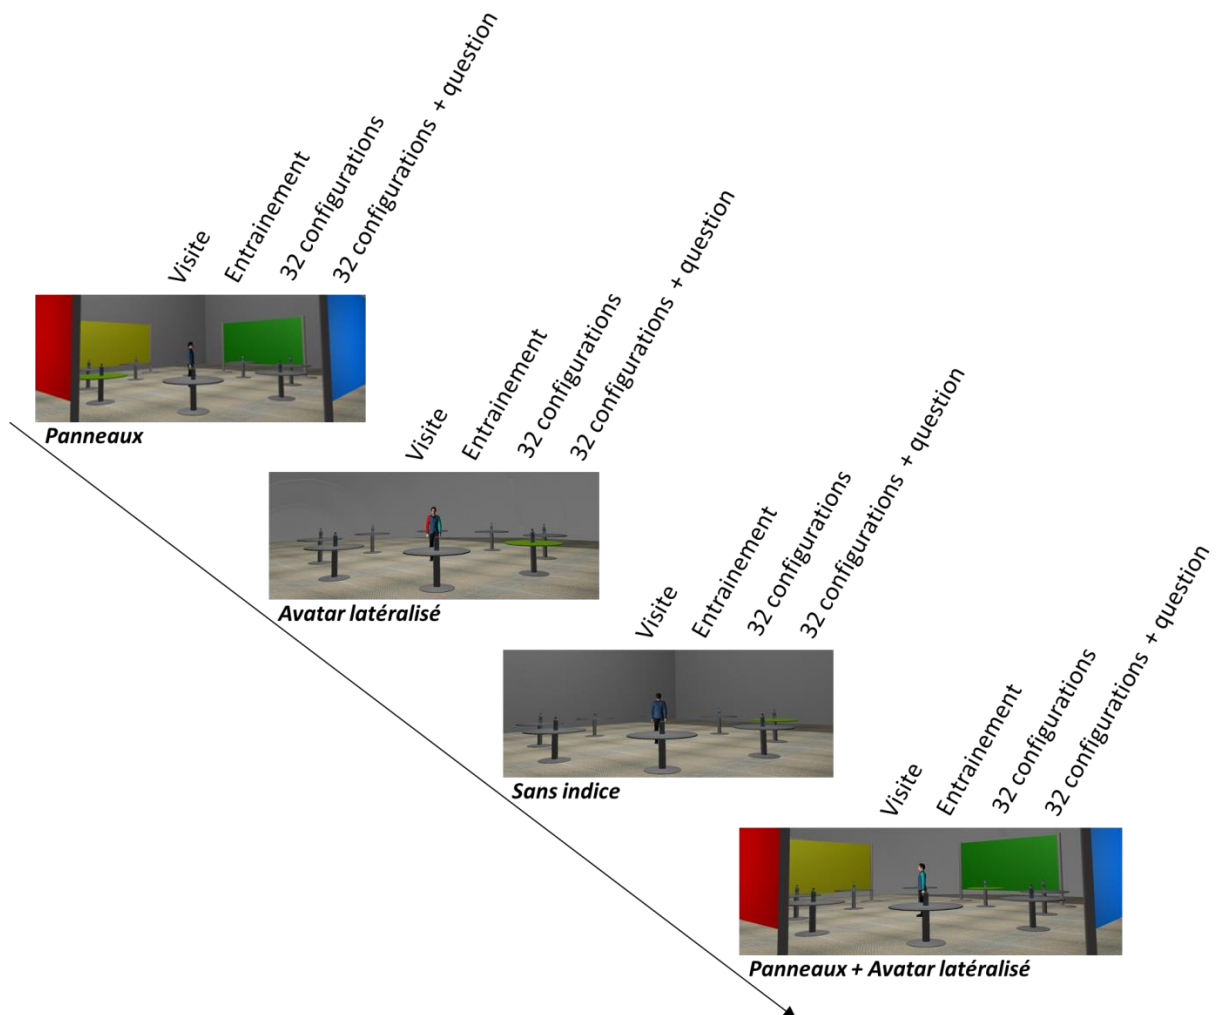 Visite
Entrainement
32 configurations
32 configurations + question
Panneaux
Visite
Entrainement
32 configurations
32 configurations + question
Avatar latéralisé
Visite
Entrainement
32 configurations
32 configurations + question
Sans indice
Visite
Entrainement
32 configurations
32 configurations + question
Panneaux + Avatar latéralisé